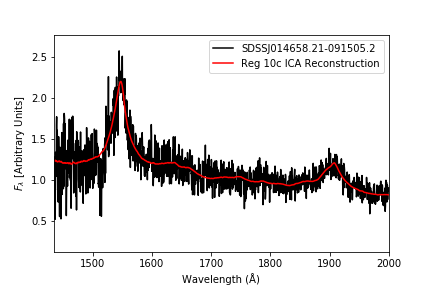 SDSSJ014658.21-091505.2
Reg 10c ICA Reconstruction
2.5
2.0
1.5
1.0
0.5
F_λ [Arbitrary Units]
1500 1600 1700 1800 1900 2000
Wavelength (Å)